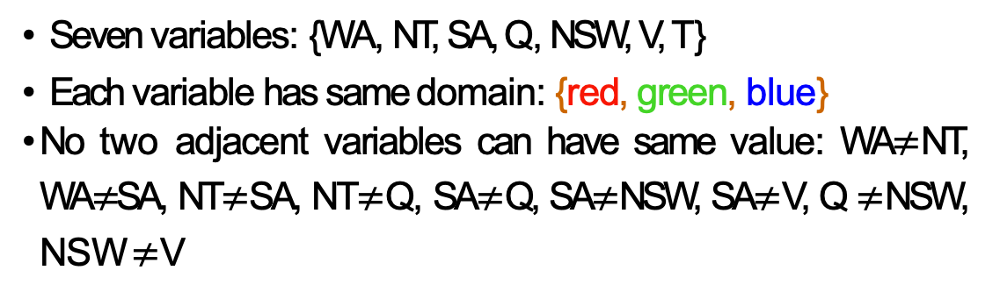 • Seven variables: {WA, NT, SA, Q, NSW, V, T}
• Each variable has same domain: {red, green, blue}
• No two adjacent variables can have same value: WA≠NT,
WA≠SA, NT≠SA, NT≠Q, SA≠Q, SA≠NSW, SA≠V, Q ≠NSW,
NSW ≠V